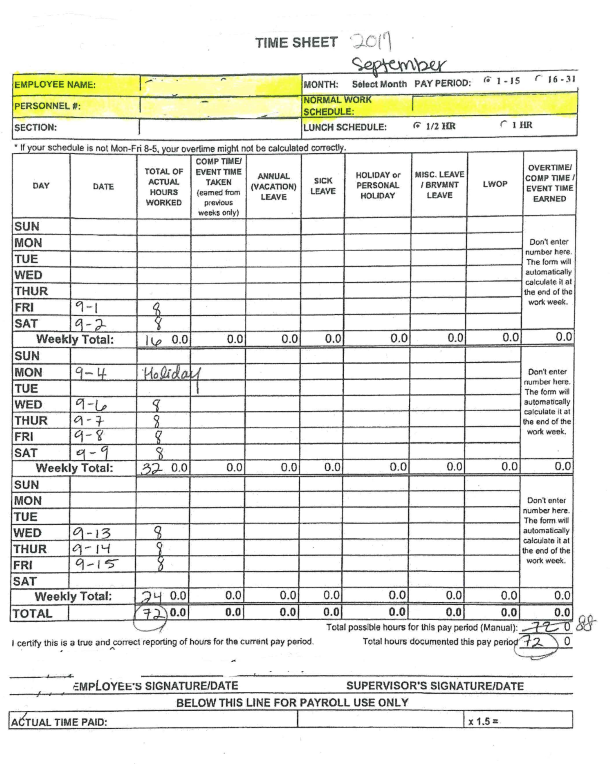 TIME SHEET 2017
September
EMPLOYEE NAME: MONTH: Select Month PAY PERIOD: 1 - 15 16 - 31
PERSONNEL #: NORMAL WORK SCHEDULE:
SECTION: LUNCH SCHEDULE: 1/2 HR 1 HR
* If your schedule is not Mon-Fri 8-5, your overtime might not be calculated correctly.
DAY DATE TOTAL OF ACTUAL HOURS WORKED COMP TIME/ EVENT TIME TAKEN (earned from previous weeks only) ANNUAL (VACATION) LEAVE SICK LEAVE HOLIDAY or PERSONAL HOLIDAY MISC. LEAVE / BRVMNT LEAVE LWOP OVERTIME/ COMP TIME / EVENT TIME EARNED
SUN
MON Don't enter
TUE number here. The form will
WED automatically
THUR calculate it at the end of the
FRI 9-1 8 work week.
SAT 9-2 8
Weekly Total: 16 0.0 0.0 0.0 0.0 0.0 0.0 0.0 0.0
SUN
MON 9-4 Holiday Don't enter
TUE number here. The form will
WED 9-6 8 automatically
THUR 9-7 8 calculate it at the end of the
FRI 9-8 8 work week.
SAT 9-9 8
Weekly Total: 32 0.0 0.0 0.0 0.0 0.0 0.0 0.0 0.0
SUN
MON Don't enter
TUE number here. The form will
WED 9-13 8 automatically
THUR 9-14 8 calculate it at the end of the
FRI 9-15 8 work week.
SAT
Weekly Total: 24 0.0 0.0 0.0 0.0 0.0 0.0 0.0 0.0
TOTAL 72 0.0 0.0 0.0 0.0 0.0 0.0 0.0 0.0
Total possible hours for this pay period (Manual): 72 0 88
I certify this is a true and correct reporting of hours for the current pay period. Total hours documented this pay period 72 0
EMPLOYEE'S SIGNATURE/DATE SUPERVISOR'S SIGNATURE/DATE
BELOW THIS LINE FOR PAYROLL USE ONLY
ACTUAL TIME PAID: x 1.5 =